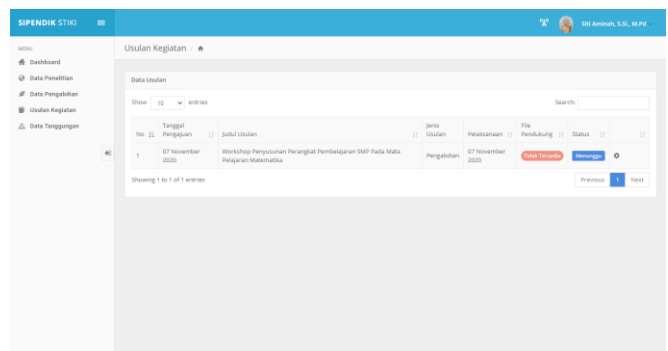 SIPENDIK STIKI
Siti Aminah, S.Si., M.Pd
MENU
Dashboard
Data Penelitian
Data Pengabdian
Usulan Kegiatan
Data Tanggungan
Usulan Kegiatan /
Data Usulan
Show 10 entries
Search:
No Tanggal Pengajuan Judul Usulan Jenis Usulan Pelaksanaan File Pendukung Status
1 07 November 2020 Workshop Penyusunan Perangkat Pembelajaran SMP Pada Mata Pelajaran Matematika Pengabdian 07 November 2020 Tidak Tersedia Menunggu
Showing 1 to 1 of 1 entries
Previous 1 Next